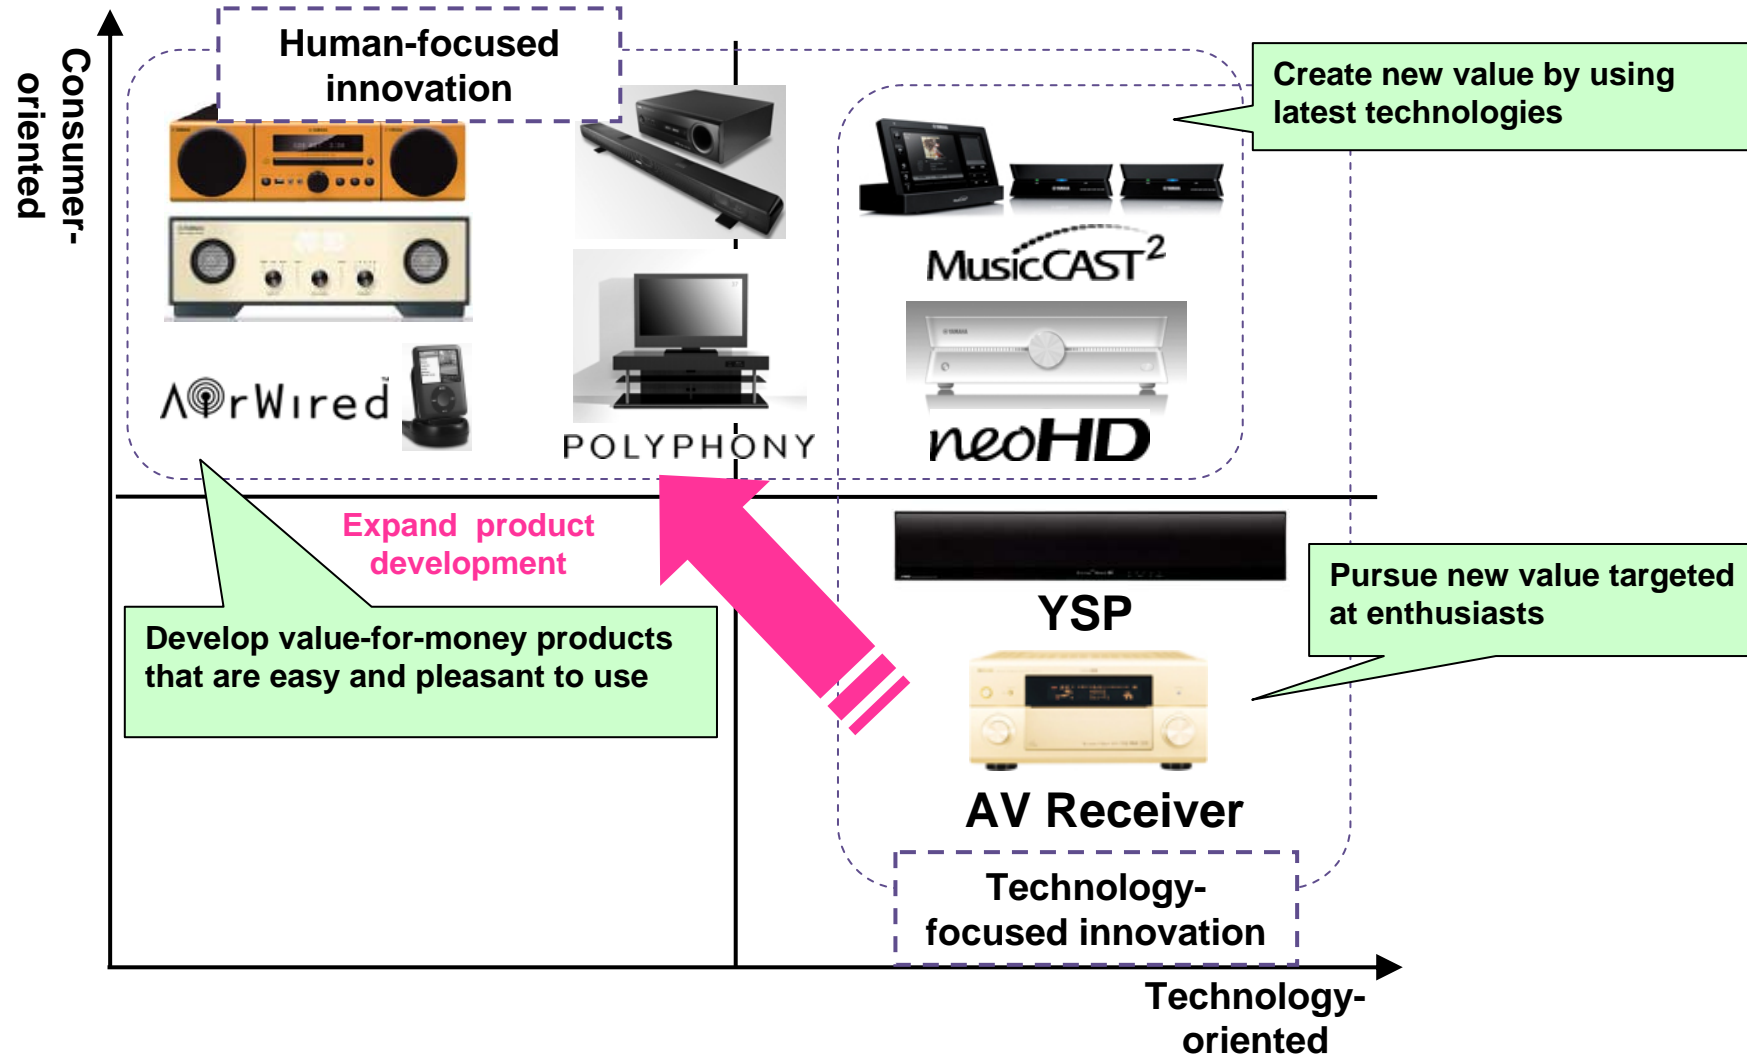 Consumer-
oriented
Human-focused
innovation
Create new value by using
latest technologies
MusicCAST2
AirWired
TM
POLYPHONY
neoHD
YAMAHA
Expand product
development
Develop value-for-money products
that are easy and pleasant to use
YSP
Pursue new value targeted
at enthusiasts
AV Receiver
Technology-
focused innovation
Technology-
oriented